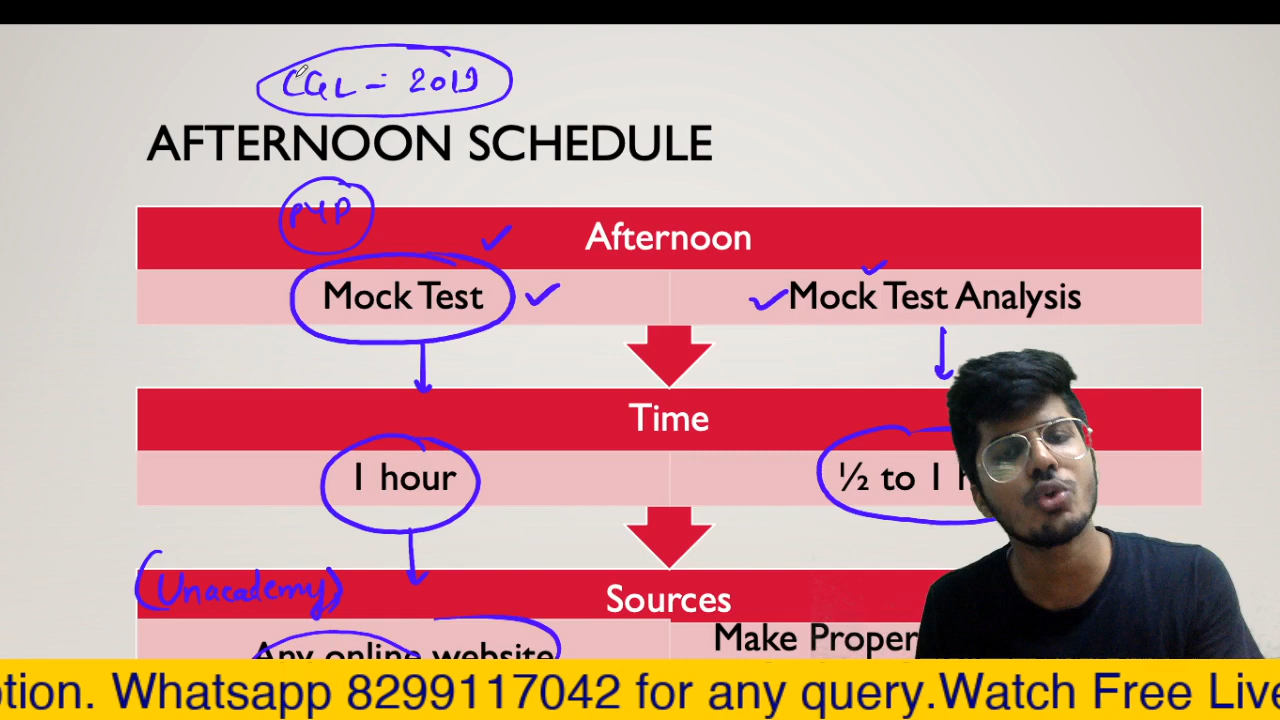 CGL - 2019
AFTERNOON SCHEDULE
PYP
Afternoon
Mock Test
Mock Test Analysis
Time
1 hour
½ to 1 h
(Unacademy)
Sources
Any online website
Make Proper
ption. Whatsapp 8299117042 for any query.Watch Free Live